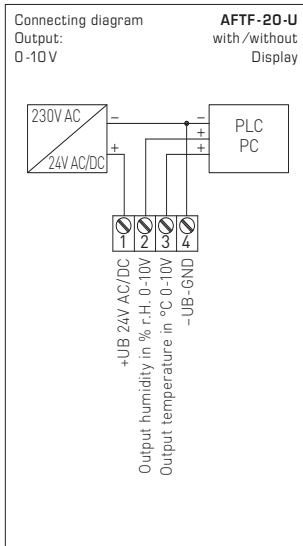 Connecting diagram
Output:
0-10 V
AFTF-20-U
with/without
Display
230V AC
24V AC/DC
–
+
–
+
+
PLC
PC
1
2
3
4
+UB 24V AC/DC
Output humidity in % r.H. 0-10V
Output temperature in °C 0-10V
–UB-GND